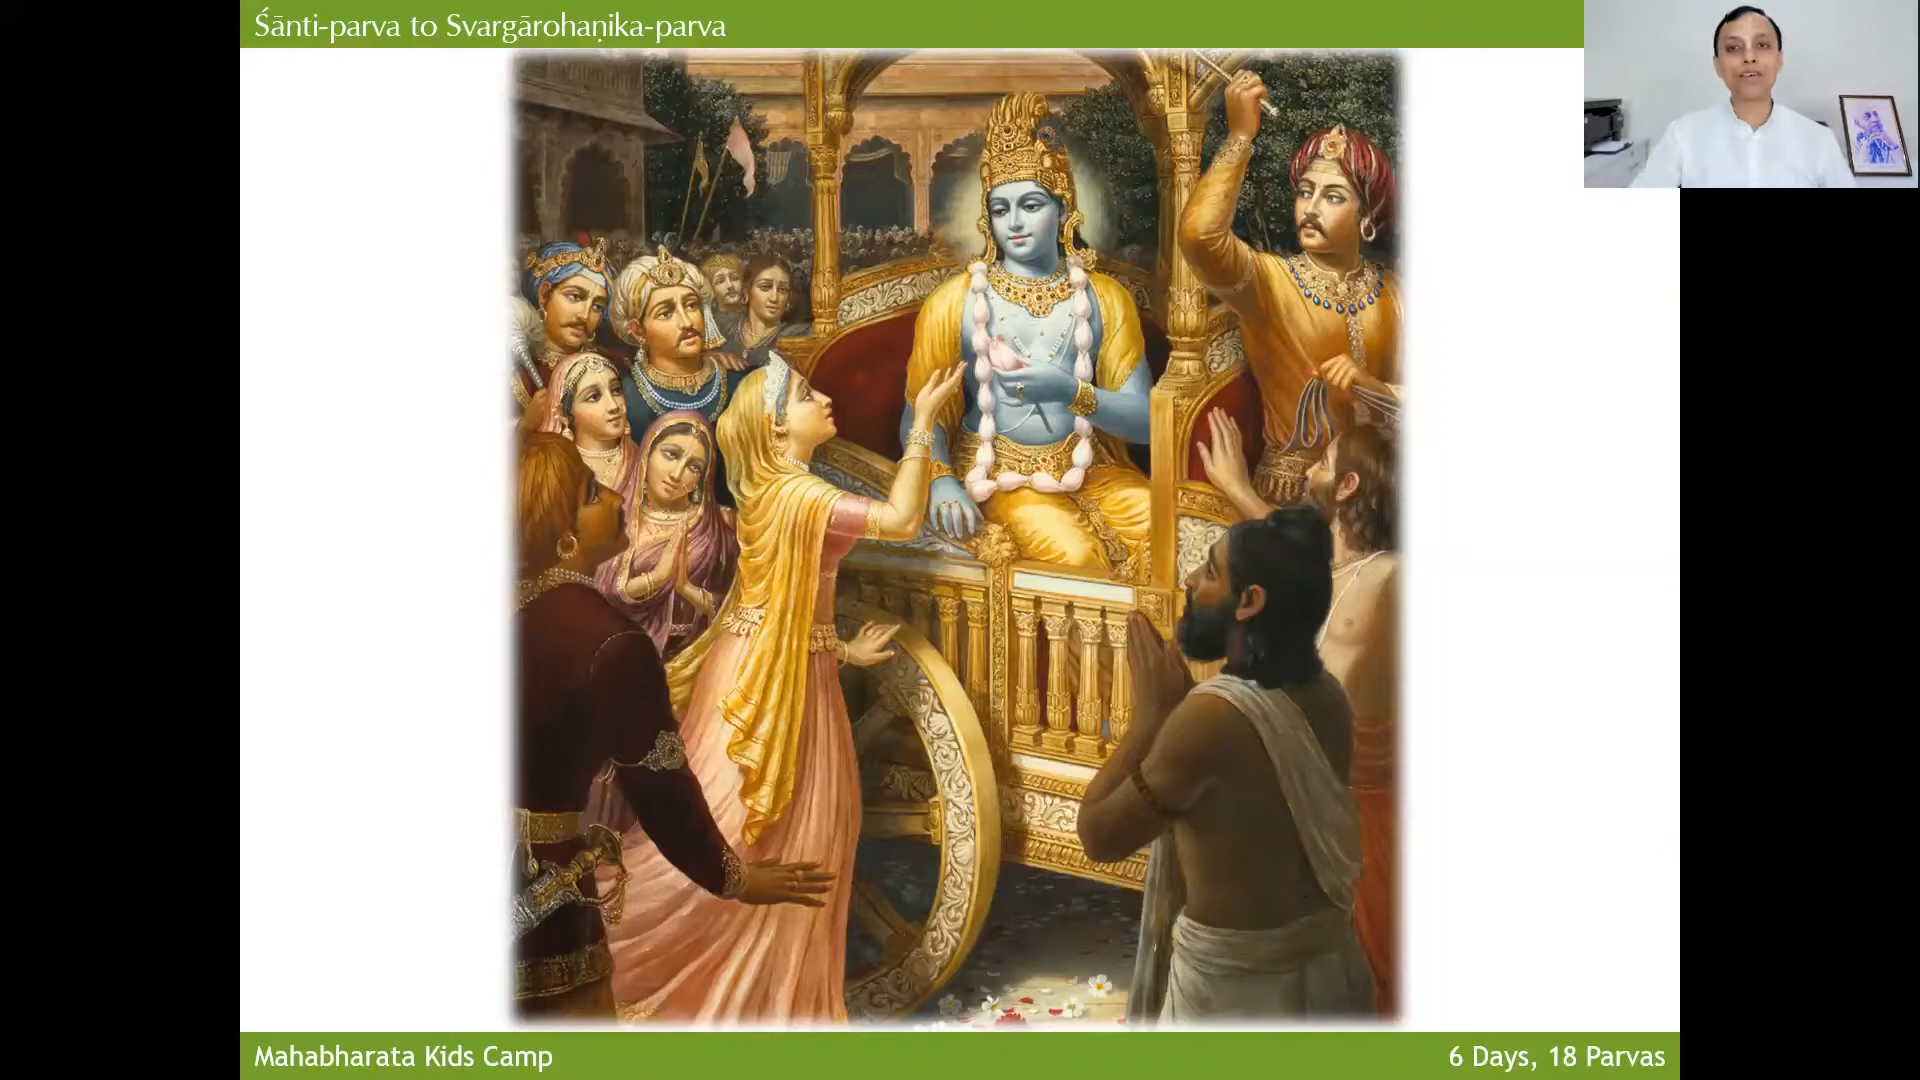 Śānti-parva to Svargārohaṇika-parva
Mahabharata Kids Camp
6 Days, 18 Parvas